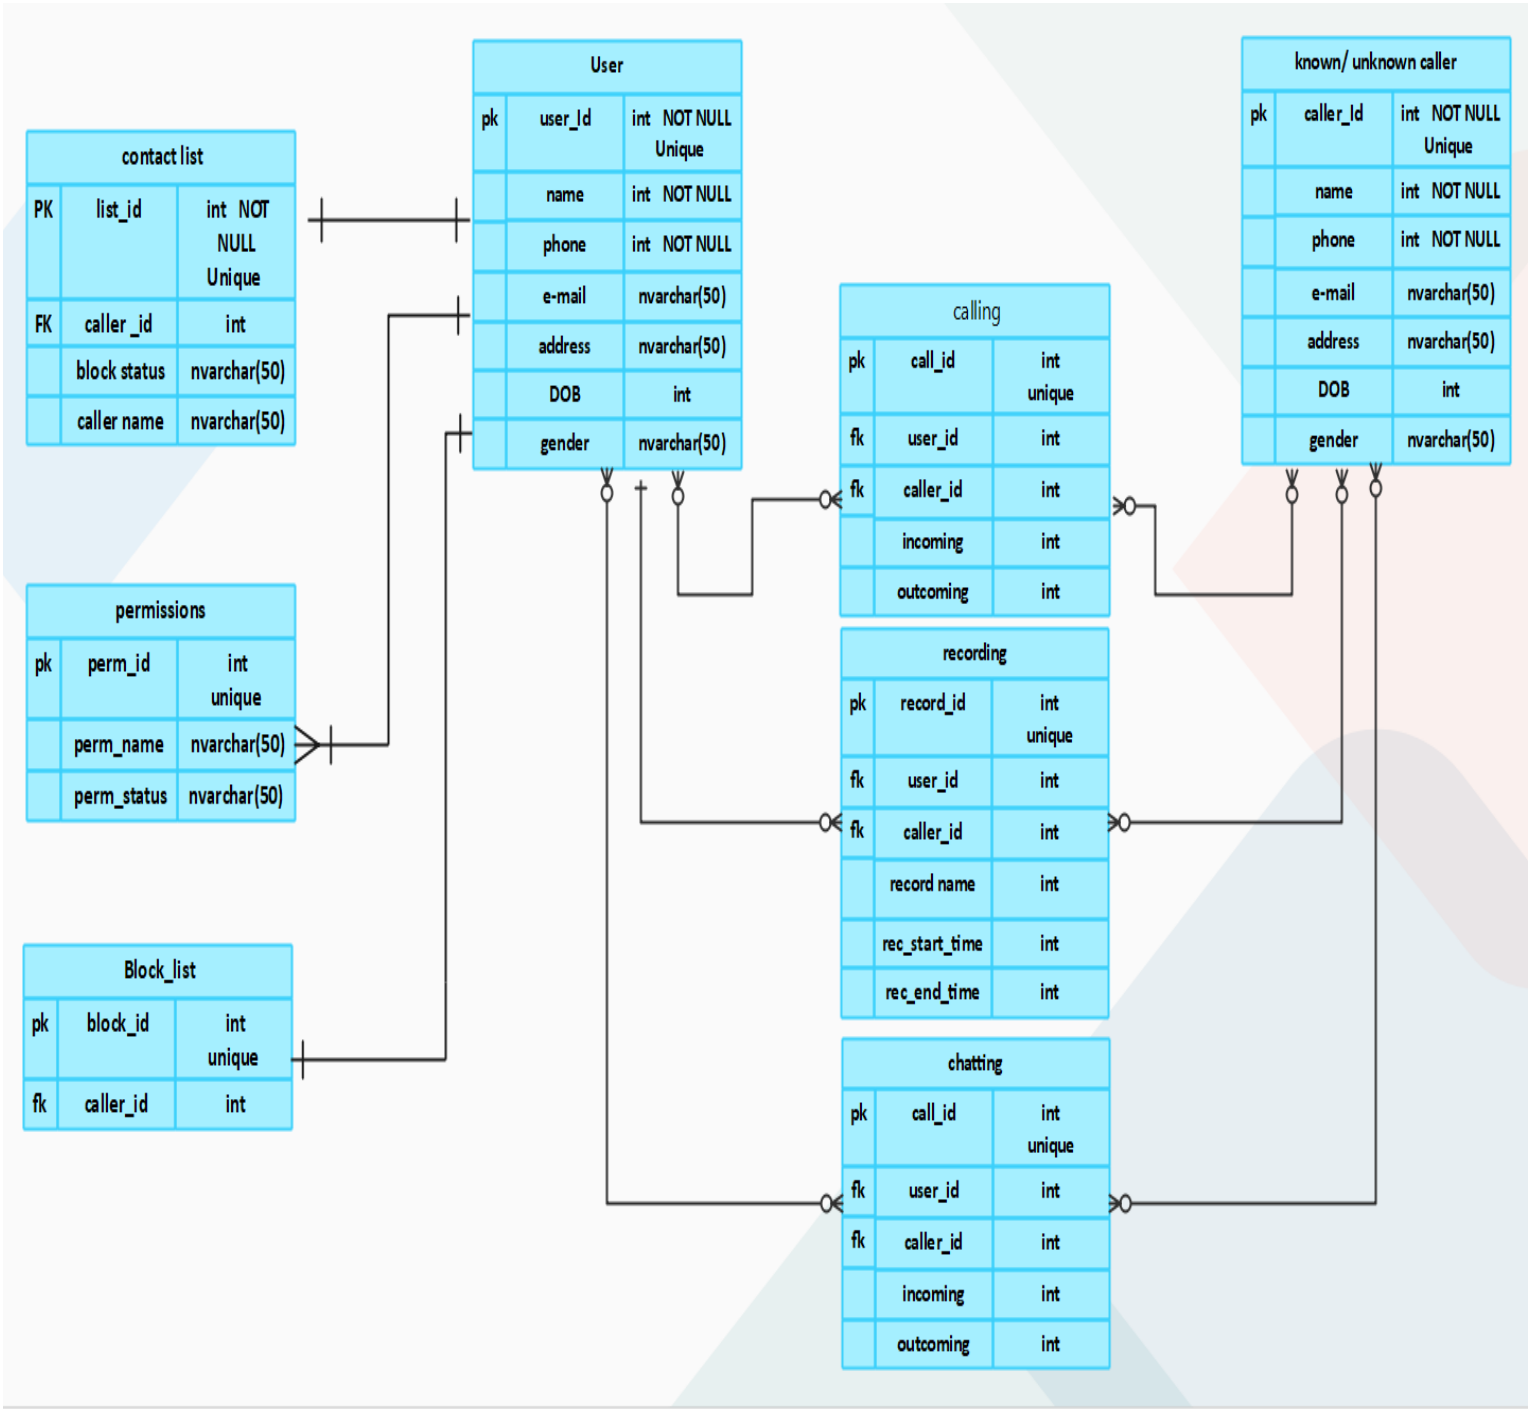 contact list
PK list_id int NOT
NULL
Unique
FK caller _id int
block status nvarchar(50)
caller name nvarchar(50)
permissions
pk perm_id int
unique
perm_name nvarchar(50)
perm_status nvarchar(50)
Block_list
pk block_id int
unique
fk caller_id int
User
pk user_Id int NOT NULL
Unique
name int NOT NULL
phone int NOT NULL
e-mail nvarchar(50)
address nvarchar(50)
DOB int
gender nvarchar(50)
calling
pk call_id int
unique
fk user_id int
fk caller_id int
incoming int
outcoming int
recording
pk record_id int
unique
fk user_id int
fk caller_id int
record name int
rec_start_time int
rec_end_time int
chatting
pk call_id int
unique
fk user_id int
fk caller_id int
incoming int
outcoming int
known/ unknown caller
pk caller_Id int NOT NULL
Unique
name int NOT NULL
phone int NOT NULL
e-mail nvarchar(50)
address nvarchar(50)
DOB int
gender nvarchar(50)